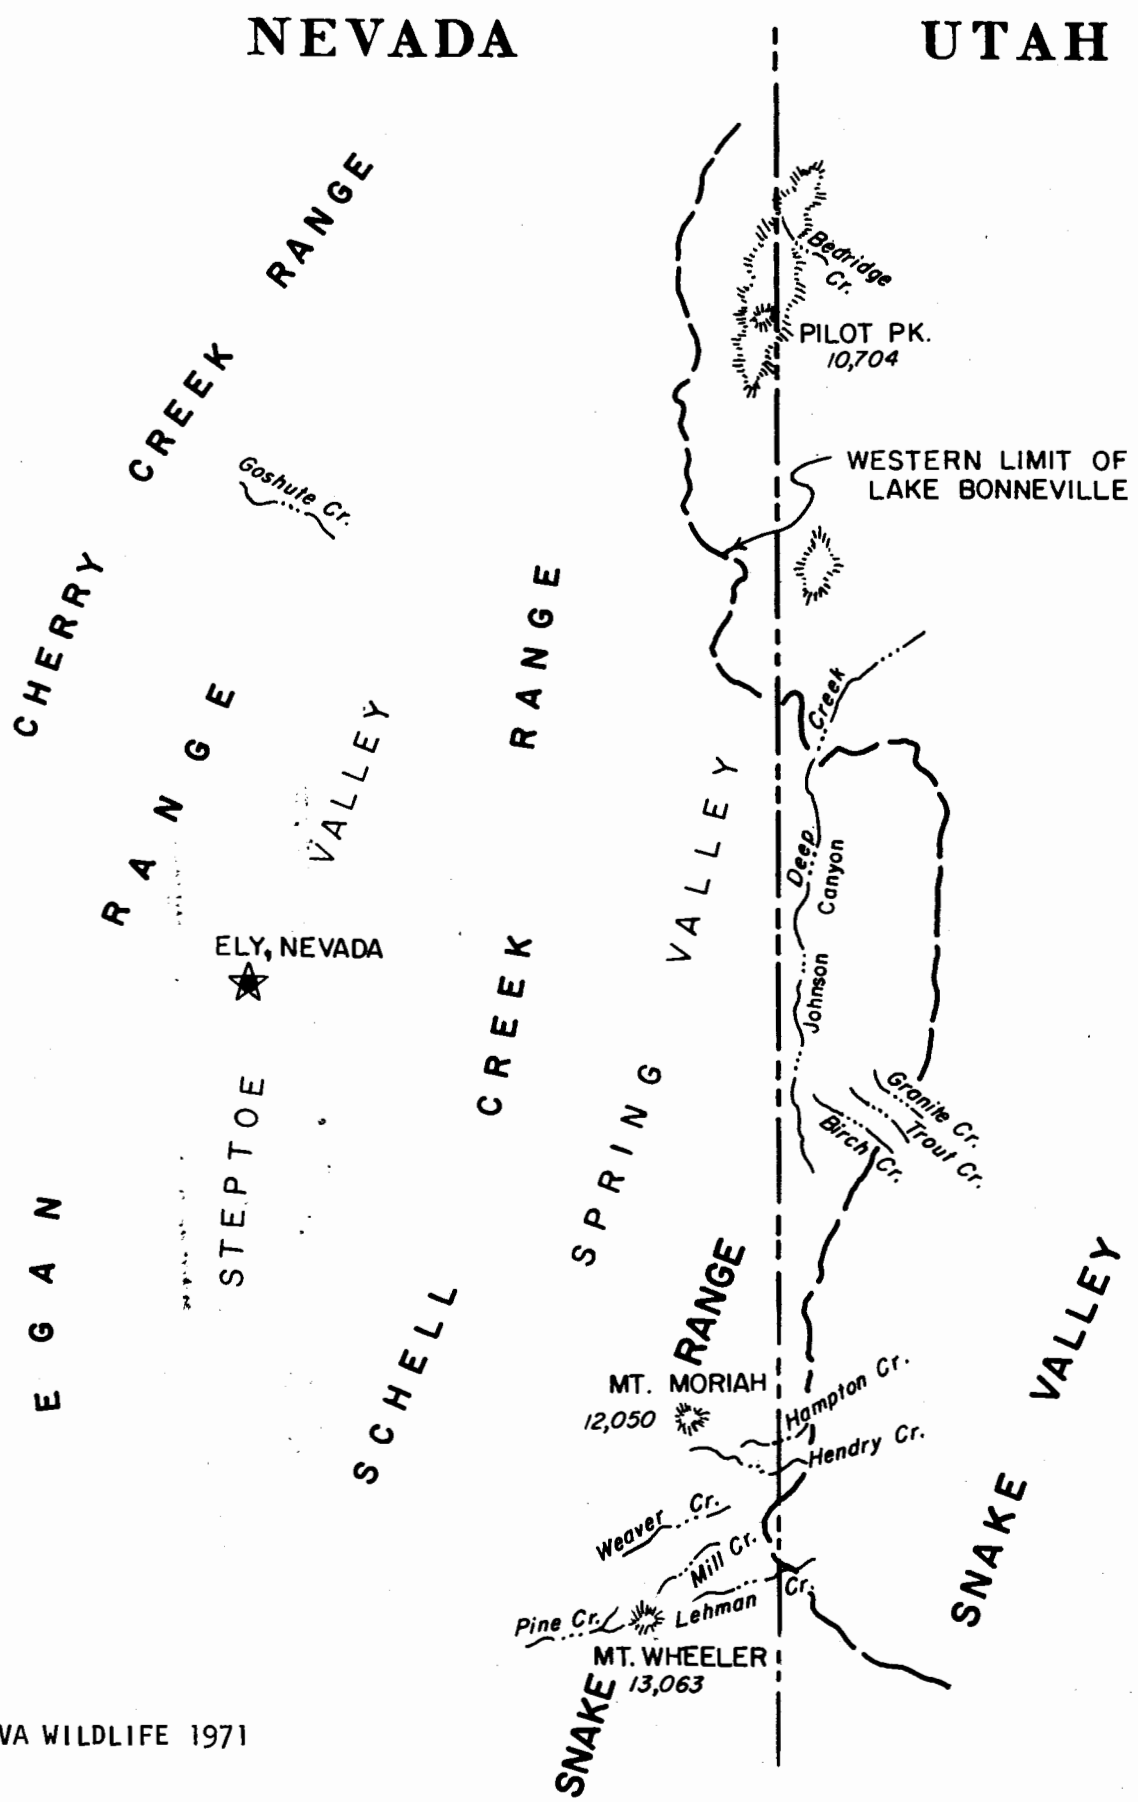 NEVADA
UTAH
CHERRY CREEK RANGE
Bedridge
Cr.
PILOT PK.
10,704
WESTERN LIMIT OF
LAKE BONNEVILLE
Goshute Cr.
EGAN RANGE
STEPTOE VALLEY
ELY, NEVADA
SCHELL CREEK RANGE
SPRING VALLEY
Deep Creek
Johnson Canyon
Granite Cr.
Trout Cr.
Birch Cr.
SNAKE RANGE
SNAKE VALLEY
MT. MORIAH
12,050
Hampton Cr.
Hendry Cr.
Weaver Cr.
Mill Cr.
Lehman Cr.
Pine Cr.
MT. WHEELER
13,063
VA WILDLIFE 1971